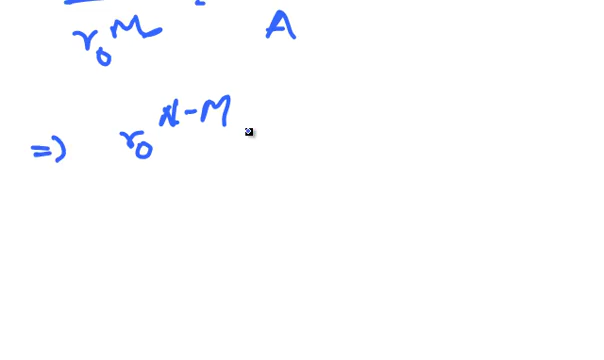 r₀ᴹ A
=> r₀ᴺ⁻ᴹ